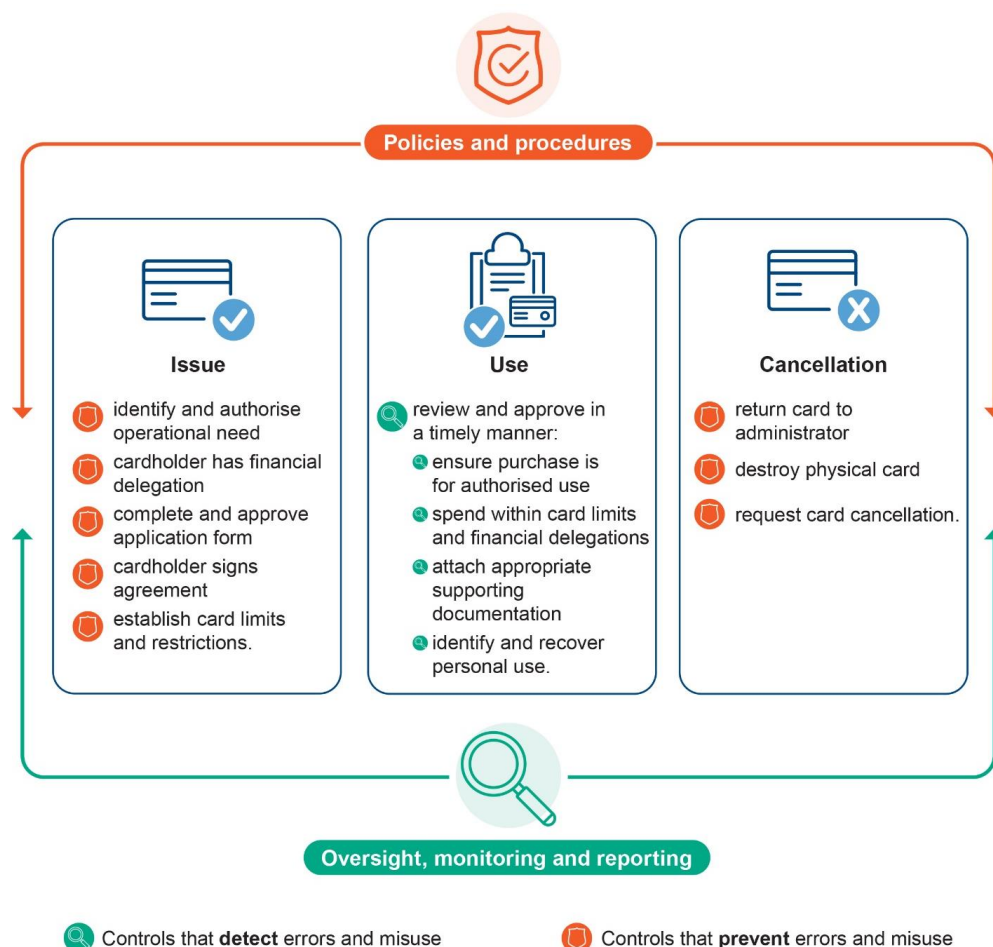 Policies and procedures
Issue
identify and authorise
operational need
cardholder has financial
delegation
complete and approve
application form
cardholder signs
agreement
establish card limits
and restrictions.
Use
review and approve in
a timely manner:
ensure purchase is
for authorised use
spend within card limits
and financial delegations
attach appropriate
supporting
documentation
identify and recover
personal use.
Cancellation
return card to
administrator
destroy physical card
request card cancellation.
Oversight, monitoring and reporting
Controls that detect errors and misuse
Controls that prevent errors and misuse